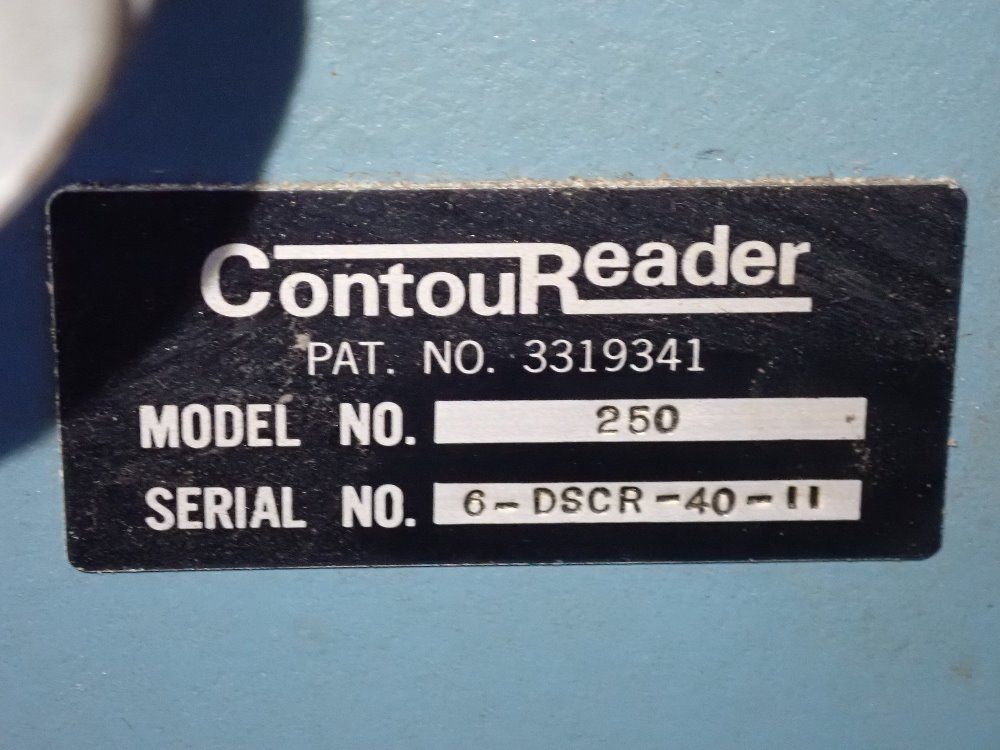 ContouReader
PAT. NO. 3319341
MODEL NO. 250
SERIAL NO. 6-DSCR-40-11